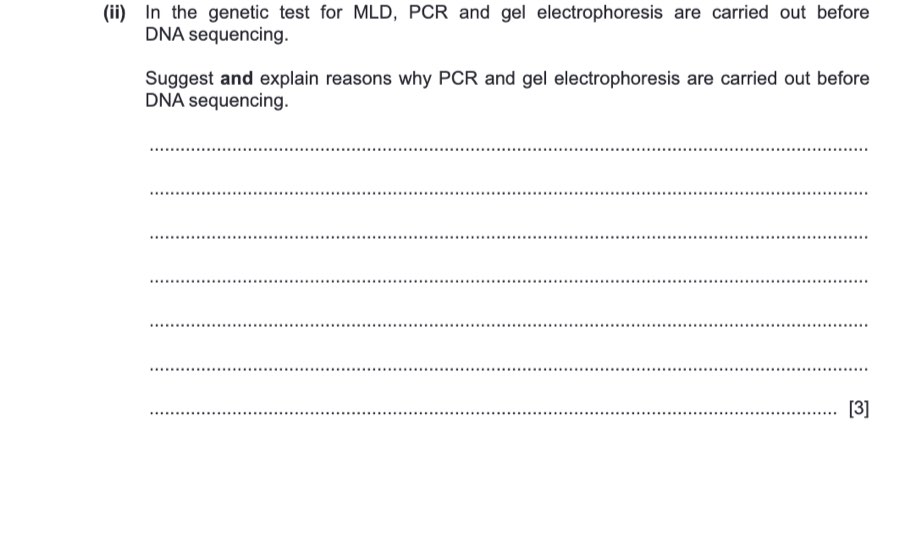 (ii) In the genetic test for MLD, PCR and gel electrophoresis are carried out before
DNA sequencing.
Suggest and explain reasons why PCR and gel electrophoresis are carried out before
DNA sequencing.
[3]